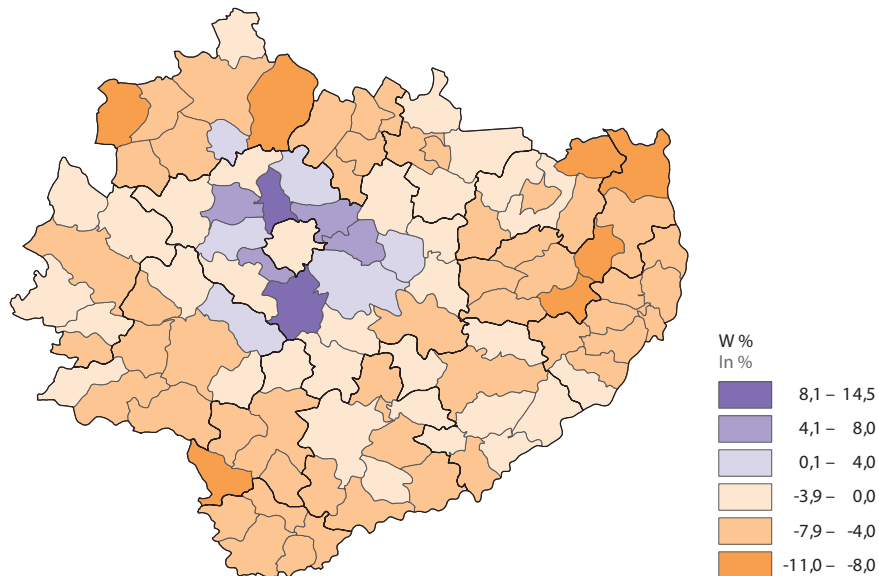 W %
In %
8,1 – 14,5
4,1 – 8,0
0,1 – 4,0
-3,9 – 0,0
-7,9 – -4,0
-11,0 – -8,0